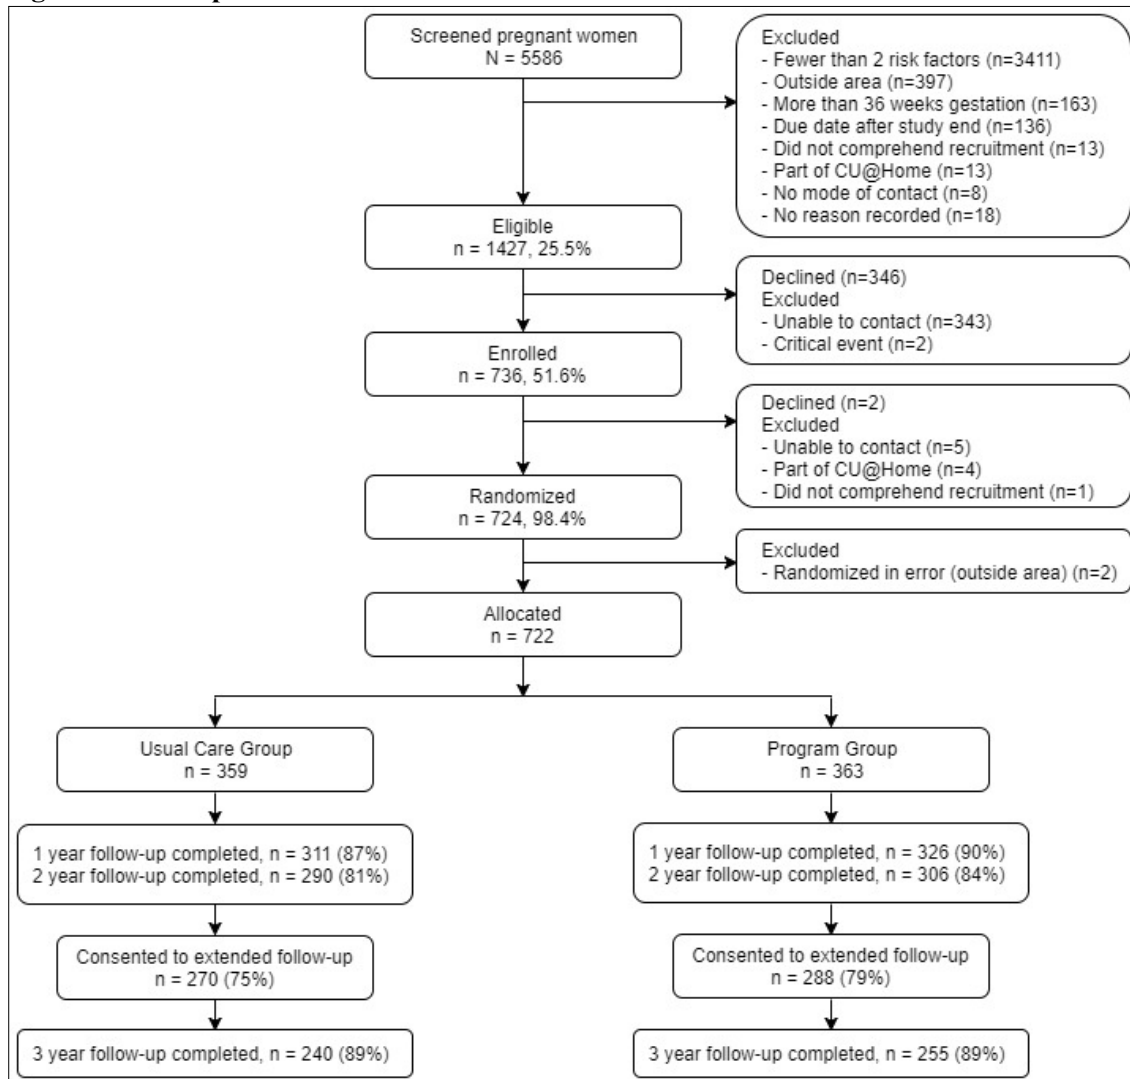 Screened pregnant women
N = 5586
Excluded
- Fewer than 2 risk factors (n=3411)
- Outside area (n=397)
- More than 36 weeks gestation (n=163)
- Due date after study end (n=136)
- Did not comprehend recruitment (n=13)
- Part of CU@Home (n=13)
- No mode of contact (n=8)
- No reason recorded (n=18)
Eligible
n = 1427, 25.5%
Declined (n=346)
Excluded
- Unable to contact (n=343)
- Critical event (n=2)
Enrolled
n = 736, 51.6%
Declined (n=2)
Excluded
- Unable to contact (n=5)
- Part of CU@Home (n=4)
- Did not comprehend recruitment (n=1)
Randomized
n = 724, 98.4%
Excluded
- Randomized in error (outside area) (n=2)
Allocated
n = 722
Usual Care Group
n = 359
Program Group
n = 363
1 year follow-up completed, n = 311 (87%)
2 year follow-up completed, n = 290 (81%)
1 year follow-up completed, n = 326 (90%)
2 year follow-up completed, n = 306 (84%)
Consented to extended follow-up
n = 270 (75%)
Consented to extended follow-up
n = 288 (79%)
3 year follow-up completed, n = 240 (89%)
3 year follow-up completed, n = 255 (89%)